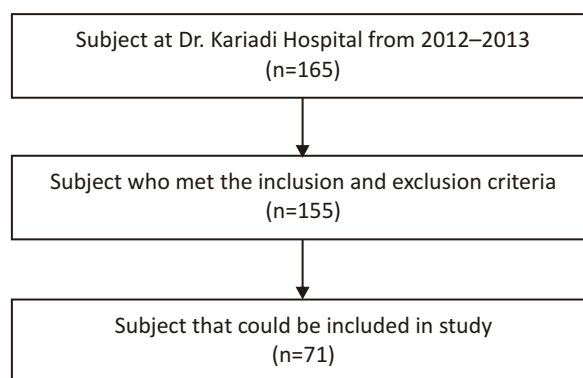 Subject at Dr. Kariadi Hospital from 2012–2013
(n=165)
Subject who met the inclusion and exclusion criteria
(n=155)
Subject that could be included in study
(n=71)